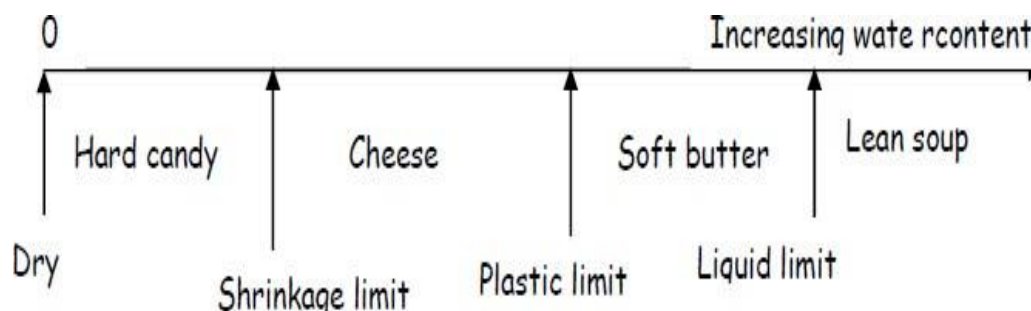 0 Increasing wate rcontent
Hard candy Cheese Soft butter Lean soup
Dry Shrinkage limit Plastic limit Liquid limit